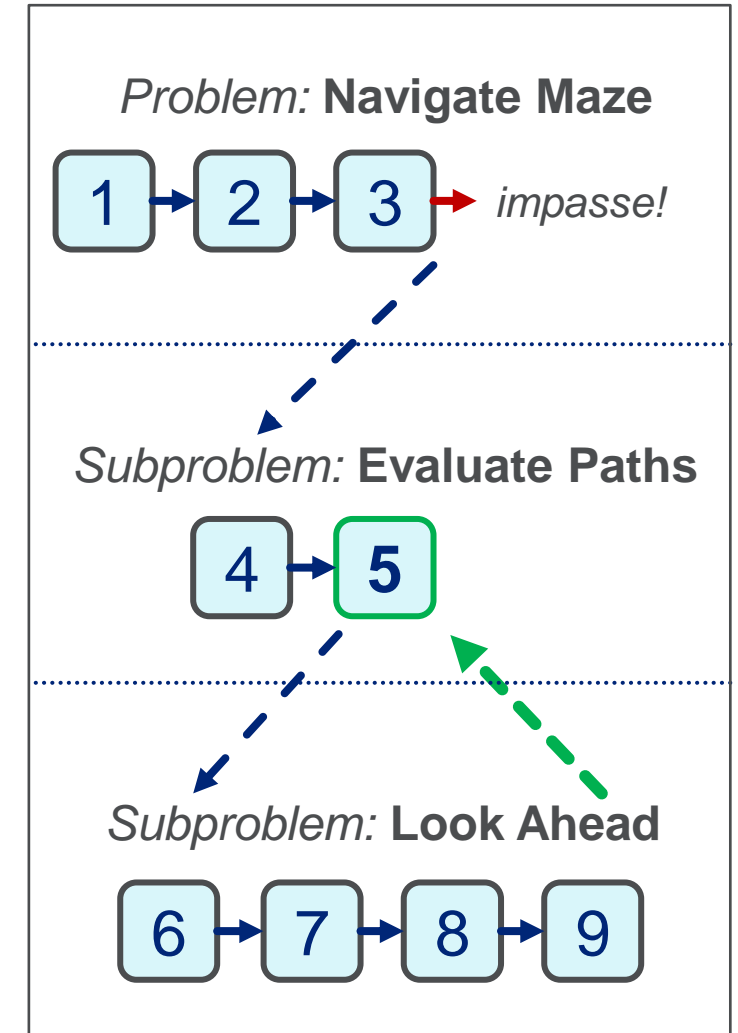 Problem: Navigate Maze
1 2 3 impasse!
Subproblem: Evaluate Paths
4 5
Subproblem: Look Ahead
6 7 8 9